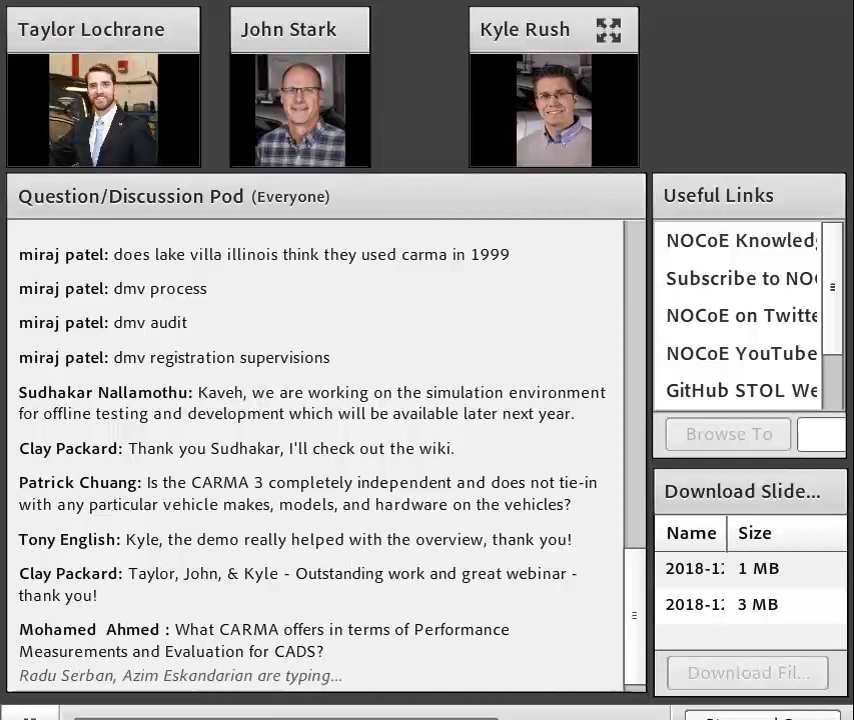 Taylor Lochrane
John Stark
Kyle Rush
Question/Discussion Pod (Everyone)
miraj patel: does lake villa illinois think they used carma in 1999
miraj patel: dmv process
miraj patel: dmv audit
miraj patel: dmv registration supervisions
Sudhakar Nallamothu: Kaveh, we are working on the simulation environment
for offline testing and development which will be available later next year.
Clay Packard: Thank you Sudhakar, I'll check out the wiki.
Patrick Chuang: Is the CARMA 3 completely independent and does not tie-in
with any particular vehicle makes, models, and hardware on the vehicles?
Tony English: Kyle, the demo really helped with the overview, thank you!
Clay Packard: Taylor, John, & Kyle - Outstanding work and great webinar -
thank you!
Mohamed Ahmed : What CARMA offers in terms of Performance
Measurements and Evaluation for CADS?
Radu Serban, Azim Eskandarian are typing...
Useful Links
NOCoE Knowled
Subscribe to NO
NOCoE on Twitte
NOCoE YouTube
GitHub STOL We
Browse To
Download Slide...
Name Size
2018-12 1 MB
2018-12 3 MB
Download Fil...